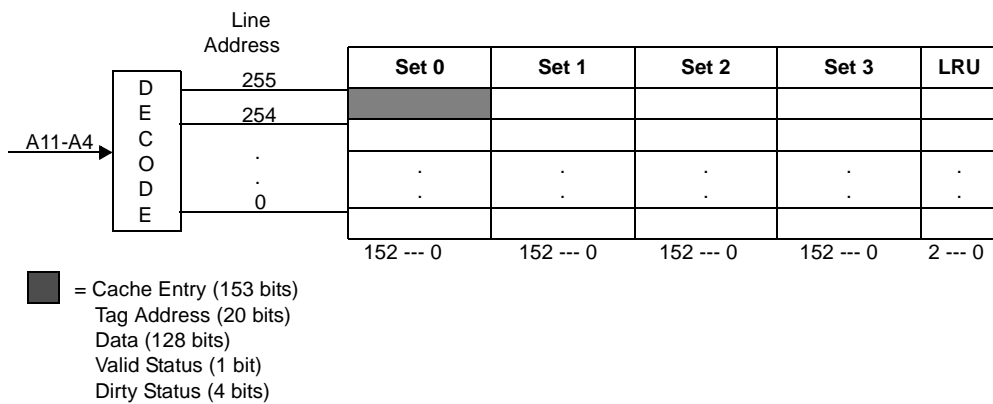 Line
Address
Set 0 Set 1 Set 2 Set 3 LRU
D
E
C
O
D
E
A11-A4
255
254
.
.
0
. . . . .
. . . . .
152 --- 0 152 --- 0 152 --- 0 152 --- 0 2 --- 0
= Cache Entry (153 bits)
Tag Address (20 bits)
Data (128 bits)
Valid Status (1 bit)
Dirty Status (4 bits)